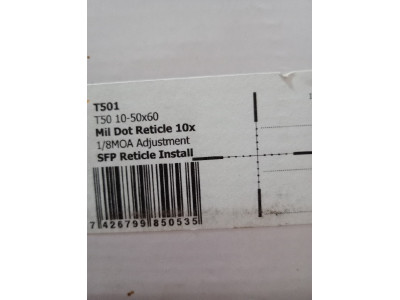 T501
T50 10-50x60
Mil Dot Reticle 10x
1/8MOA Adjustment
SFP Reticle Install
7 426799 850535